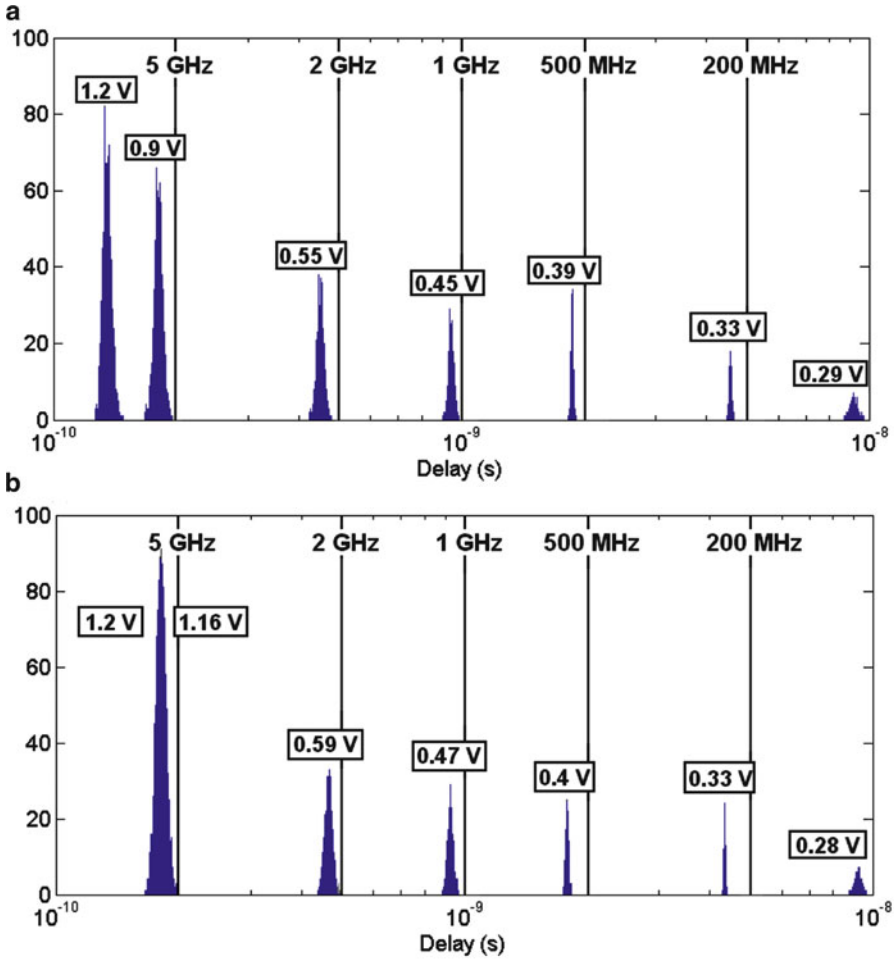 a
100
80
60
40
20
0
5 GHz 2 GHz 1 GHz 500 MHz 200 MHz
1.2 V
0.9 V
0.55 V
0.45 V
0.39 V
0.33 V
0.29 V
10^-10 10^-9 10^-8
Delay (s)
b
100
80
60
40
20
0
5 GHz 2 GHz 1 GHz 500 MHz 200 MHz
1.2 V 1.16 V
0.59 V
0.47 V
0.4 V
0.33 V
0.28 V
10^-10 10^-9 10^-8
Delay (s)